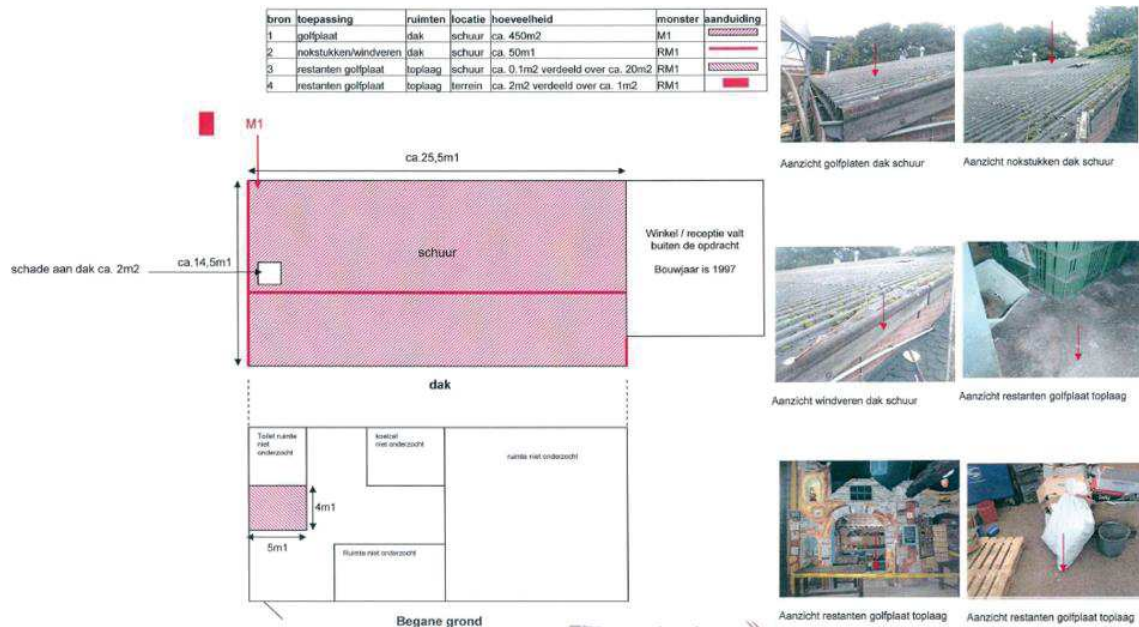 bron toepassing ruimten locatie hoeveelheid monster aanduiding
1 golfplaat dak schuur ca. 450m2 M1
2 nokstukken/windveren dak schuur ca. 50m1 RM1
3 restanten golfplaat toplaag schuur ca. 0.1m2 verdeeld over ca. 20m2 RM1
4 restanten golfplaat toplaag terrein ca. 2m2 verdeeld over ca. 1m2 RM1
M1
ca.25,5m1
Aanzicht golfplaten dak schuur
Aanzicht nokstukken dak schuur
schuur
Winkel / receptie valt
buiten de opdracht
Bouwjaar is 1997
schade aan dak ca. 2m2
ca.14,5m1
dak
Aanzicht windveren dak schuur
Aanzicht restanten golfplaat toplaag
Toilet ruimte
niet
onderzocht
koelcel
niet onderzocht
ruimte niet onderzocht
4m1
5m1
Ruimte niet onderzocht
Begane grond
Aanzicht restanten golfplaat toplaag
Aanzicht restanten golfplaat toplaag